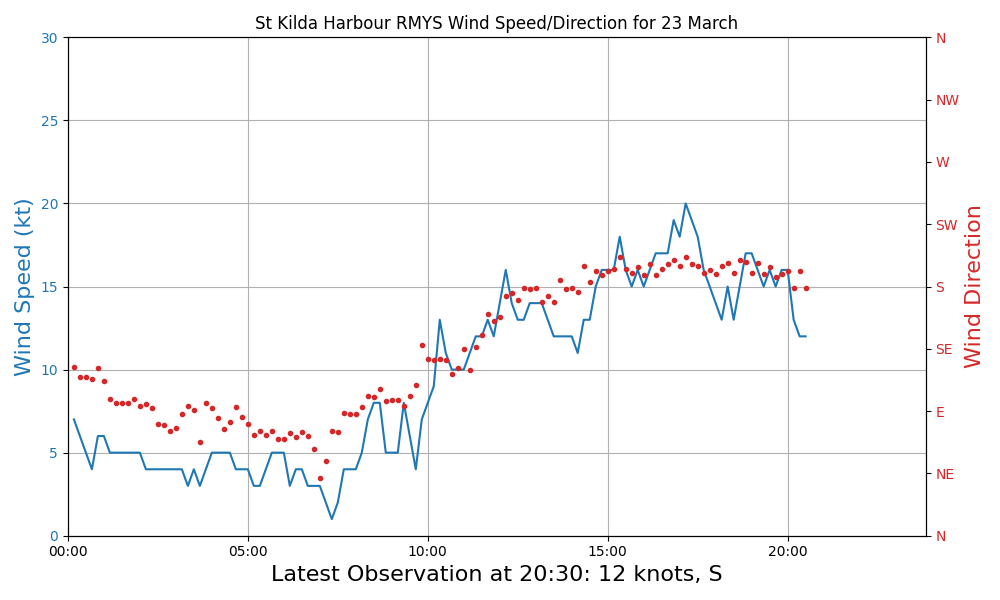 St Kilda Harbour RMYS Wind Speed/Direction for 23 March
30
25
20
15
10
5
0
Wind Speed (kt)
N
NW
W
SW
S
SE
E
NE
N
Wind Direction
00:00
05:00
10:00
15:00
20:00
Latest Observation at 20:30: 12 knots, S